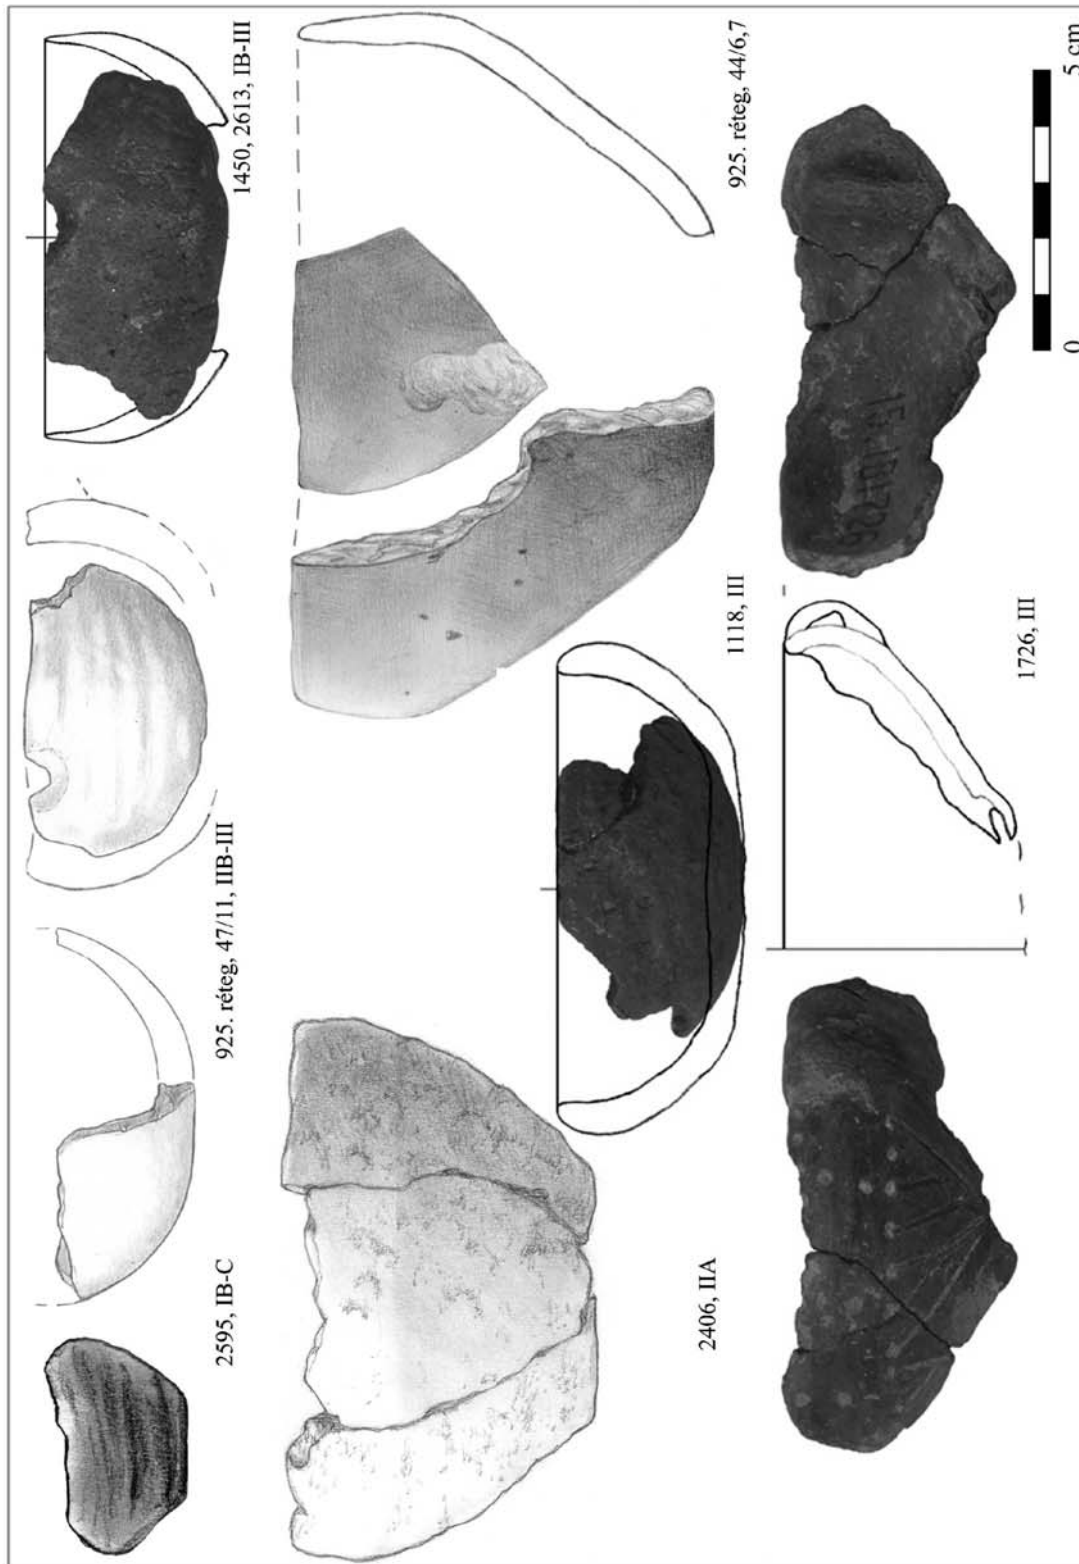 2595, IB-C
925. réteg, 47/11, IIB-III
1450, 2613, IB-III
2406, IIA
1118, III
925. réteg, 44/6,7
1726, III
0
5 cm